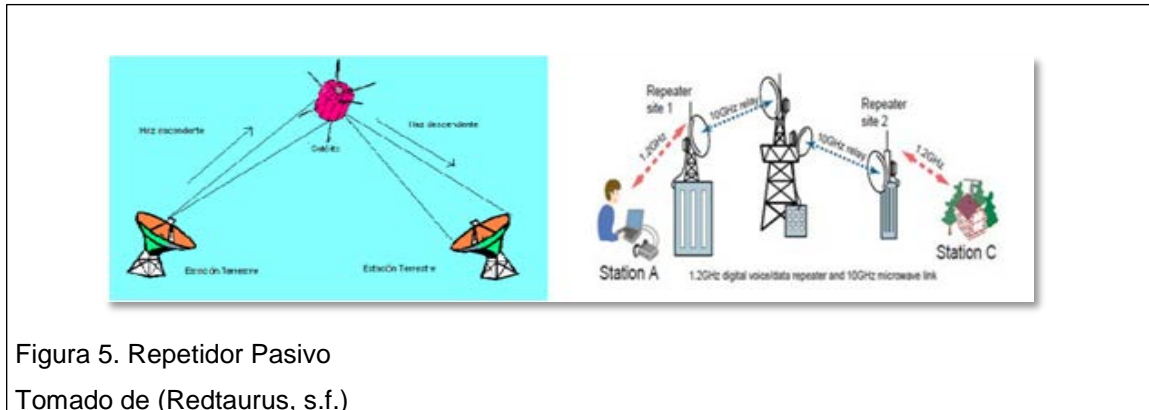 Haz ascendente
Haz descendente
Satélite
Estación Terrestre
Estación Terrestre
Repeater
site 1
10GHz relay
1.2GHz
10GHz relay
Repeater
site 2
1.2GHz
Station A
Station C
1.2GHz digital voice/data repeater and 10GHz microwave link
Figura 5. Repetidor Pasivo
Tomado de (Redtaurus, s.f.)